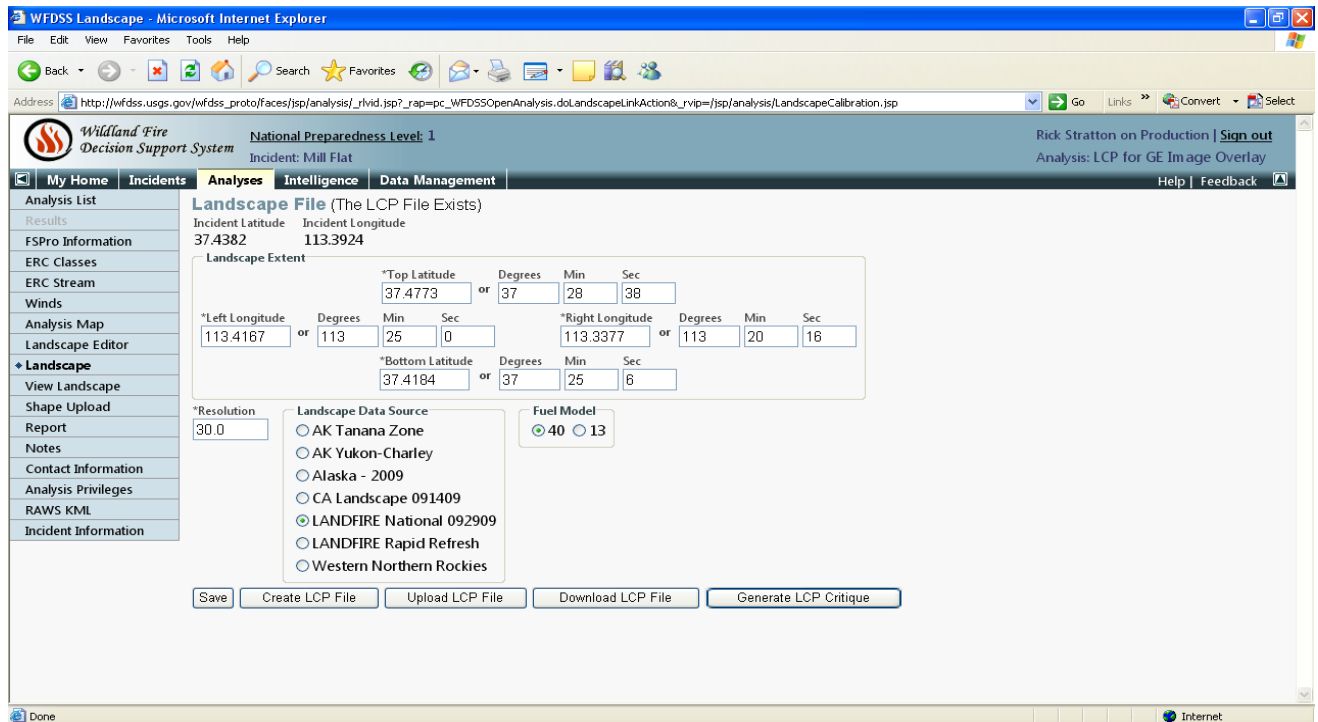 WFDSS Landscape - Microsoft Internet Explorer
File Edit View Favorites Tools Help
Back Search Favorites
Address http://wfdss.usgs.gov/wfdss_proto/faces/jsp/analysis/_rlvid.jsp?_rap=pc_WFDSSOpenAnalysis.doLandscapeLinkAction&_rvip=/jsp/analysis/LandscapeCalibration.jsp Go Links » Convert Select
Wildland Fire
Decision Support System
National Preparedness Level: 1
Incident: Mill Flat
Rick Stratton on Production | Sign out
Analysis: LCP for GE Image Overlay
My Home Incidents Analyses Intelligence Data Management Help | Feedback
Analysis List
Results
FSPro Information
ERC Classes
ERC Stream
Winds
Analysis Map
Landscape Editor
Landscape
View Landscape
Shape Upload
Report
Notes
Contact Information
Analysis Privileges
RAWS KML
Incident Information
Landscape File (The LCP File Exists)
Incident Latitude Incident Longitude
37.4382 113.3924
Landscape Extent
*Top Latitude Degrees Min Sec
37.4773 or 37 28 38
*Left Longitude Degrees Min Sec *Right Longitude Degrees Min Sec
113.4167 or 113 25 0 113.3377 or 113 20 16
*Bottom Latitude Degrees Min Sec
37.4184 or 37 25 6
*Resolution
30.0
Landscape Data Source
AK Tanana Zone
AK Yukon-Charley
Alaska - 2009
CA Landscape 091409
LANDFIRE National 092909
LANDFIRE Rapid Refresh
Western Northern Rockies
Fuel Model
40 13
Save Create LCP File Upload LCP File Download LCP File Generate LCP Critique
Done Internet